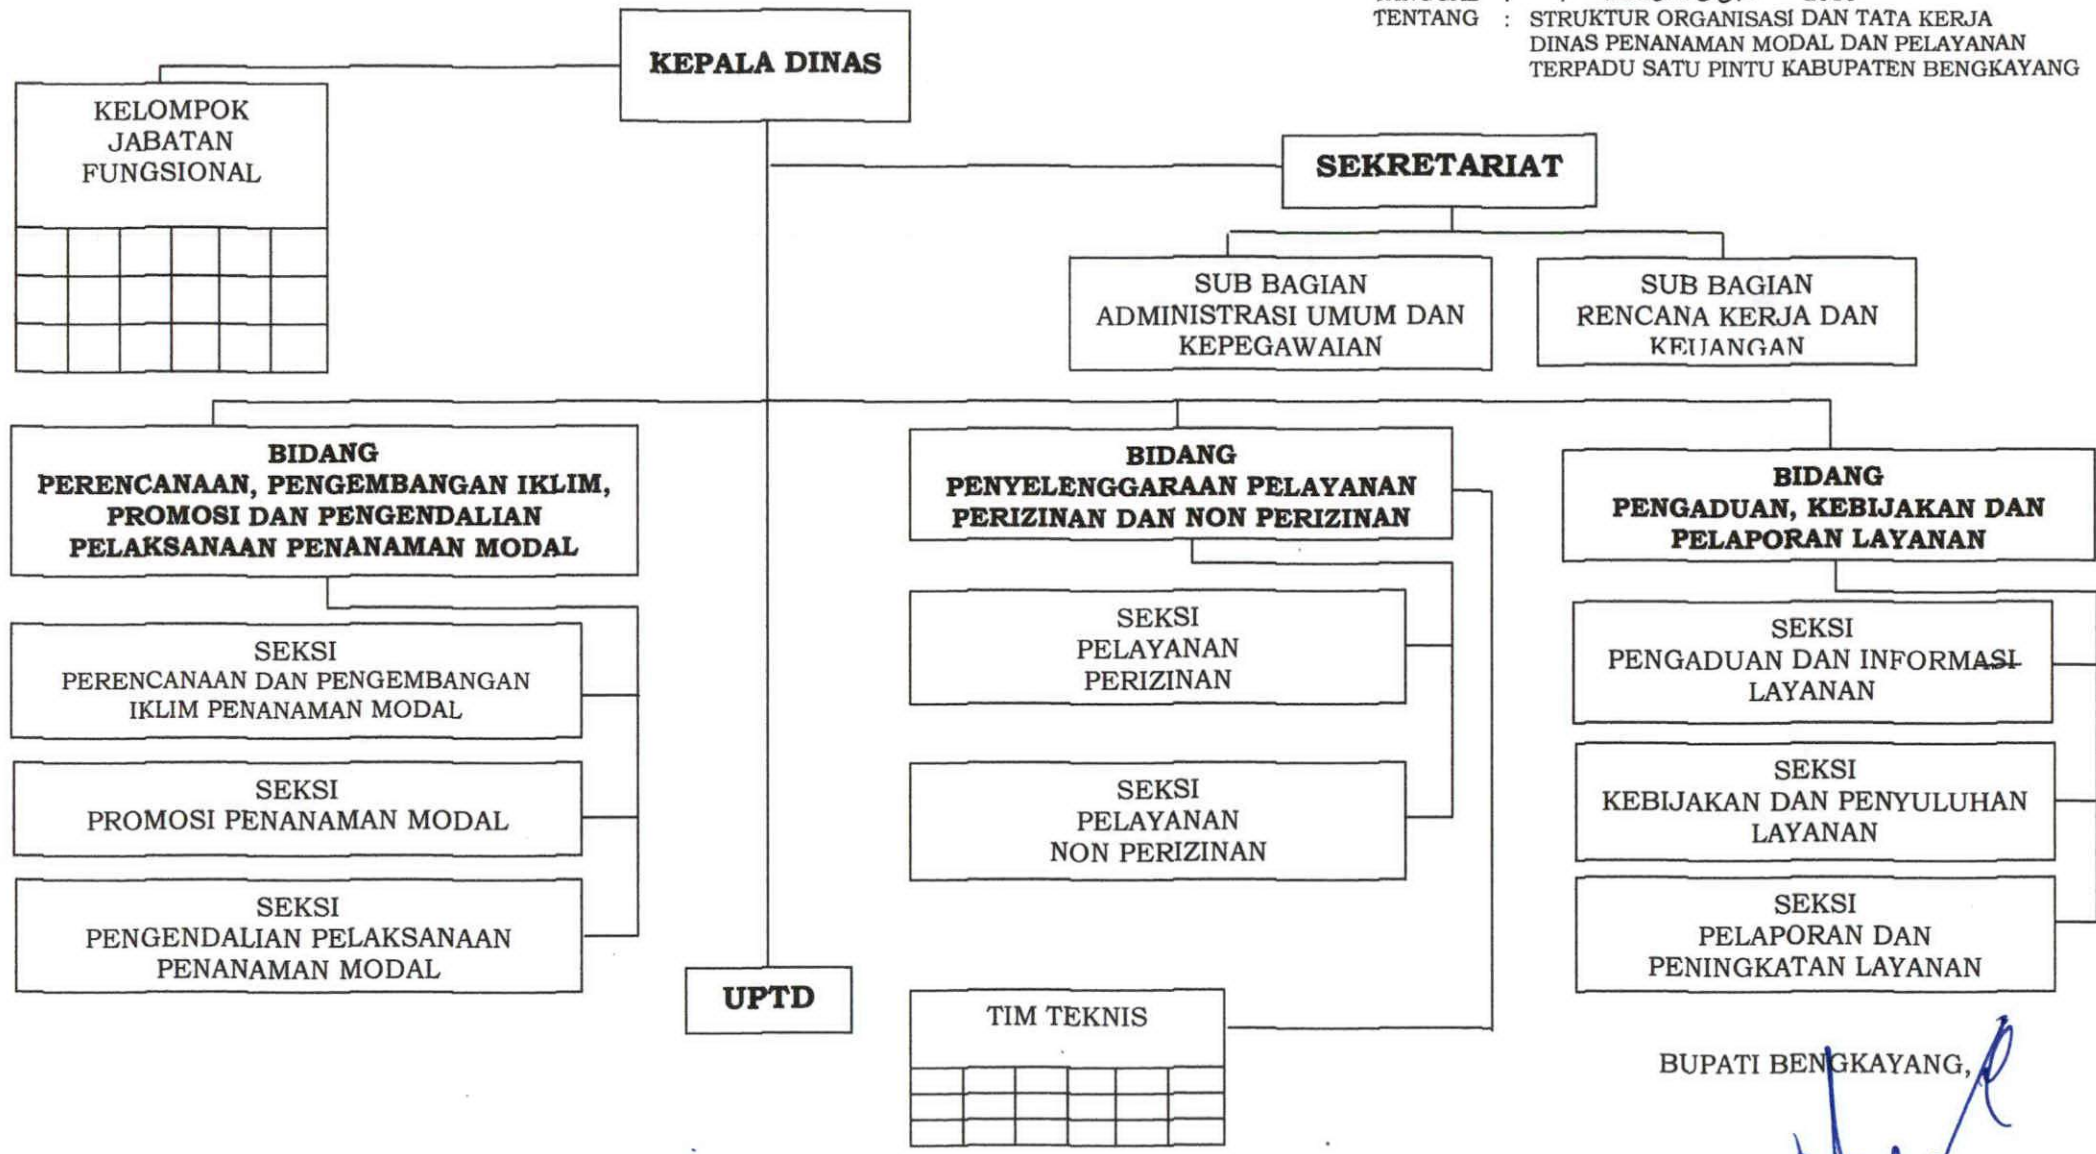 TENTANG : STRUKTUR ORGANISASI DAN TATA KERJA
DINAS PENANAMAN MODAL DAN PELAYANAN
TERPADU SATU PINTU KABUPATEN BENGKAYANG
KEPALA DINAS
KELOMPOK
JABATAN
FUNGSIONAL
SEKRETARIAT
SUB BAGIAN
ADMINISTRASI UMUM DAN
KEPEGAWAIAN
SUB BAGIAN
RENCANA KERJA DAN
KEUANGAN
BIDANG
PERENCANAAN, PENGEMBANGAN IKLIM,
PROMOSI DAN PENGENDALIAN
PELAKSANAAN PENANAMAN MODAL
SEKSI
PERENCANAAN DAN PENGEMBANGAN
IKLIM PENANAMAN MODAL
SEKSI
PROMOSI PENANAMAN MODAL
SEKSI
PENGENDALIAN PELAKSANAAN
PENANAMAN MODAL
BIDANG
PENYELENGGARAAN PELAYANAN
PERIZINAN DAN NON PERIZINAN
SEKSI
PELAYANAN
PERIZINAN
SEKSI
PELAYANAN
NON PERIZINAN
BIDANG
PENGADUAN, KEBIJAKAN DAN
PELAPORAN LAYANAN
SEKSI
PENGADUAN DAN INFORMASI
LAYANAN
SEKSI
KEBIJAKAN DAN PENYULUHAN
LAYANAN
SEKSI
PELAPORAN DAN
PENINGKATAN LAYANAN
UPTD
TIM TEKNIS
BUPATI BENGKAYANG,